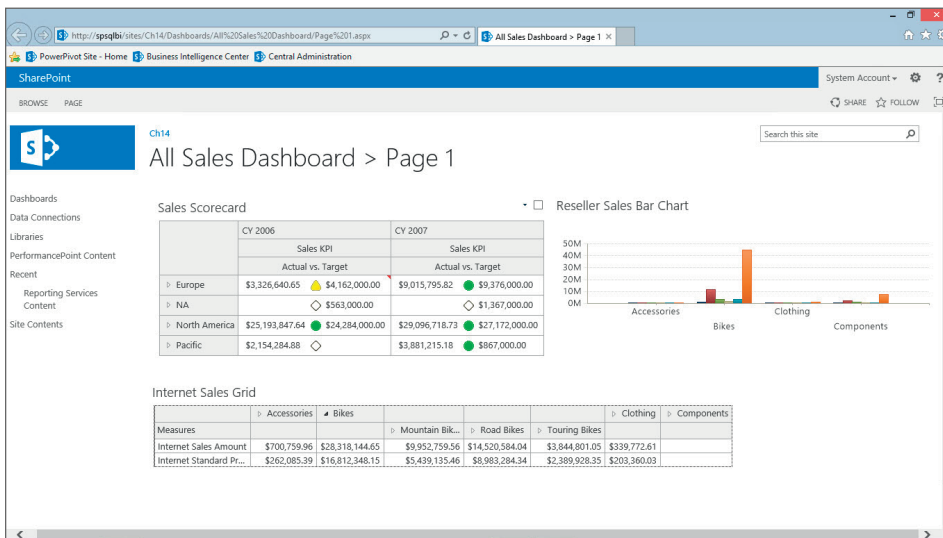 http://spsqlbi/sites/Ch14/Dashboards/All%20Sales%20Dashboard/Page%201.aspx
All Sales Dashboard > Page 1
PowerPivot Site - Home Business Intelligence Center Central Administration
SharePoint System Account
BROWSE PAGE SHARE FOLLOW
S
Ch14
All Sales Dashboard > Page 1
Search this site
Dashboards
Data Connections
Libraries
PerformancePoint Content
Recent
Reporting Services
Content
Site Contents
Sales Scorecard
CY 2006 CY 2007
Sales KPI Sales KPI
Actual vs. Target Actual vs. Target
Europe $3,326,640.65 $4,162,000.00 $9,015,795.82 $9,376,000.00
NA $563,000.00 $1,367,000.00
North America $25,193,847.64 $24,284,000.00 $29,096,718.73 $27,172,000.00
Pacific $2,154,284.88 $3,881,215.18 $867,000.00
Reseller Sales Bar Chart
50M
40M
30M
20M
10M
0M
Accessories Clothing
Bikes Components
Internet Sales Grid
Accessories Bikes Clothing Components
Measures Mountain Bik... Road Bikes Touring Bikes
Internet Sales Amount $700,759.96 $28,318,144.65 $9,952,759.56 $14,520,584.04 $3,844,801.05 $339,772.61
Internet Standard Pr... $262,085.39 $16,812,348.15 $5,439,135.46 $8,983,284.34 $2,389,928.35 $203,360.03